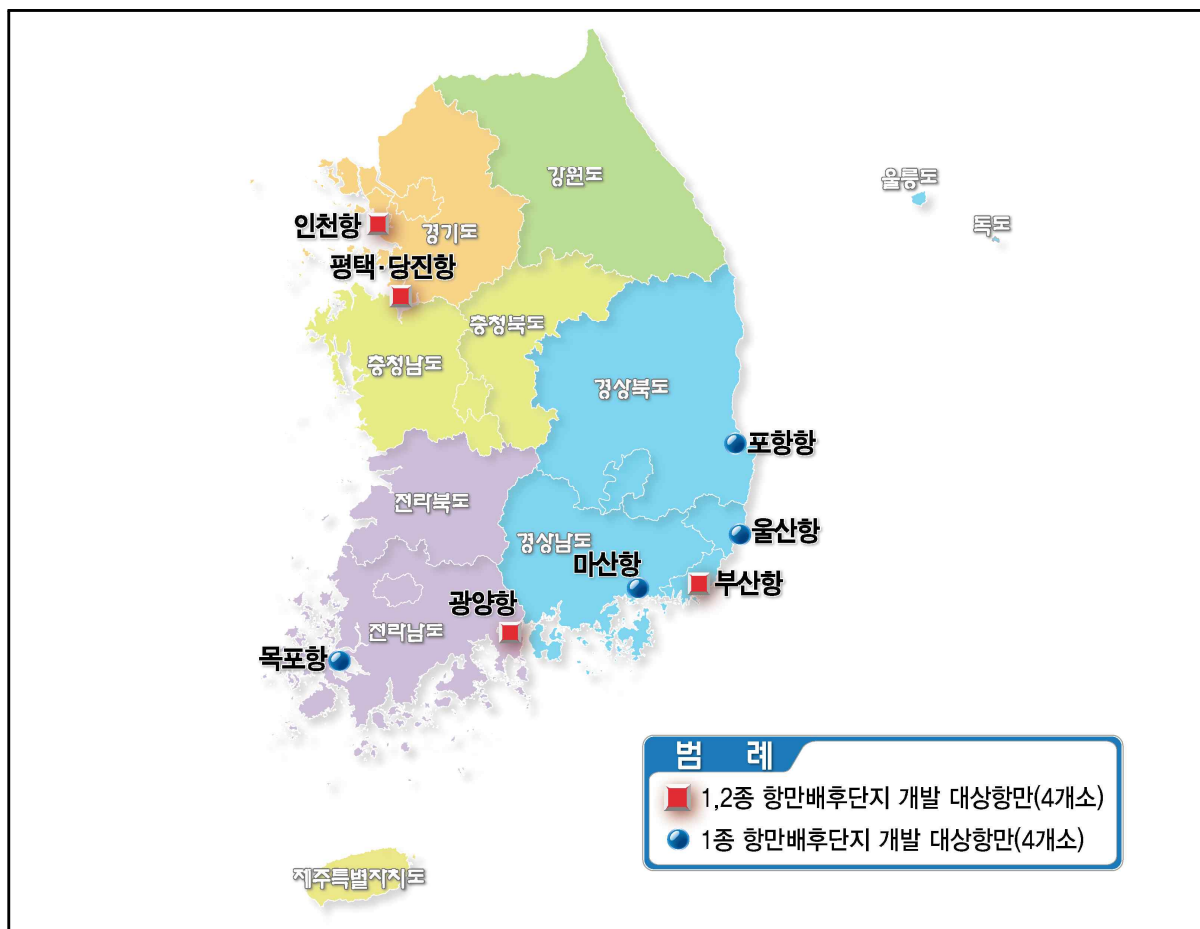 강원도
울릉도
독도
인천항
경기도
평택·당진항
충청북도
충청남도
경상북도
포항항
전라북도
울산항
경상남도
마산항
부산항
광양항
전라남도
목포항
범 례
1,2종 항만배후단지 개발 대상항만(4개소)
1종 항만배후단지 개발 대상항만(4개소)
제주특별자치도